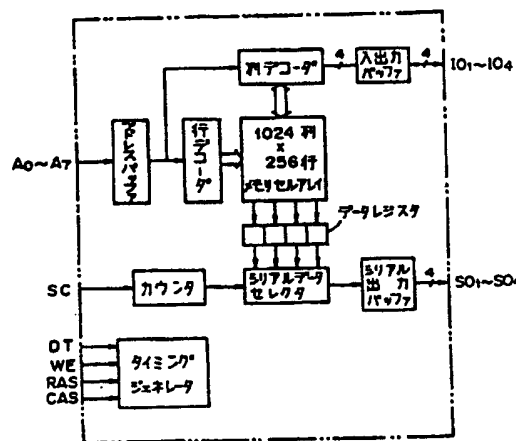 列デコーダ
4
入出力
バッファ
4
IO₁~IO₄
A₀~A₇
アドレスバッファ
行デコーダ
1024 列
×
256 行
メモリセルアレイ
データレジスタ
SC
カウンタ
シリアルデータ
セレクタ
シリアル
出力
バッファ
4
SO₁~SO₄
DT
WE
RAS
CAS
タイミング
ジェネレータ